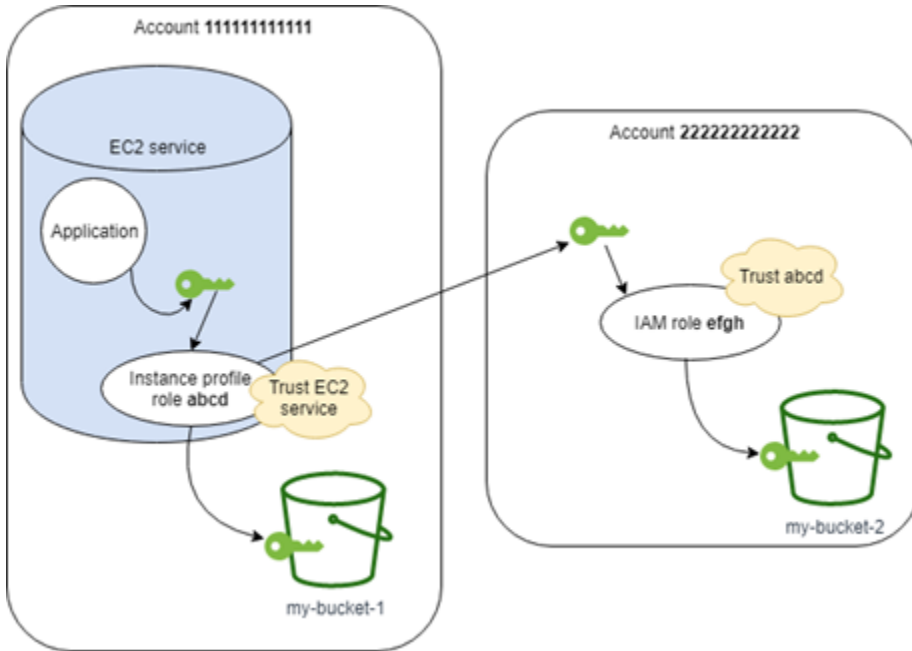 Account 111111111111
EC2 service
Application
Instance profile
role abcd
Trust EC2
service
my-bucket-1
Account 222222222222
Trust abcd
IAM role efgh
my-bucket-2